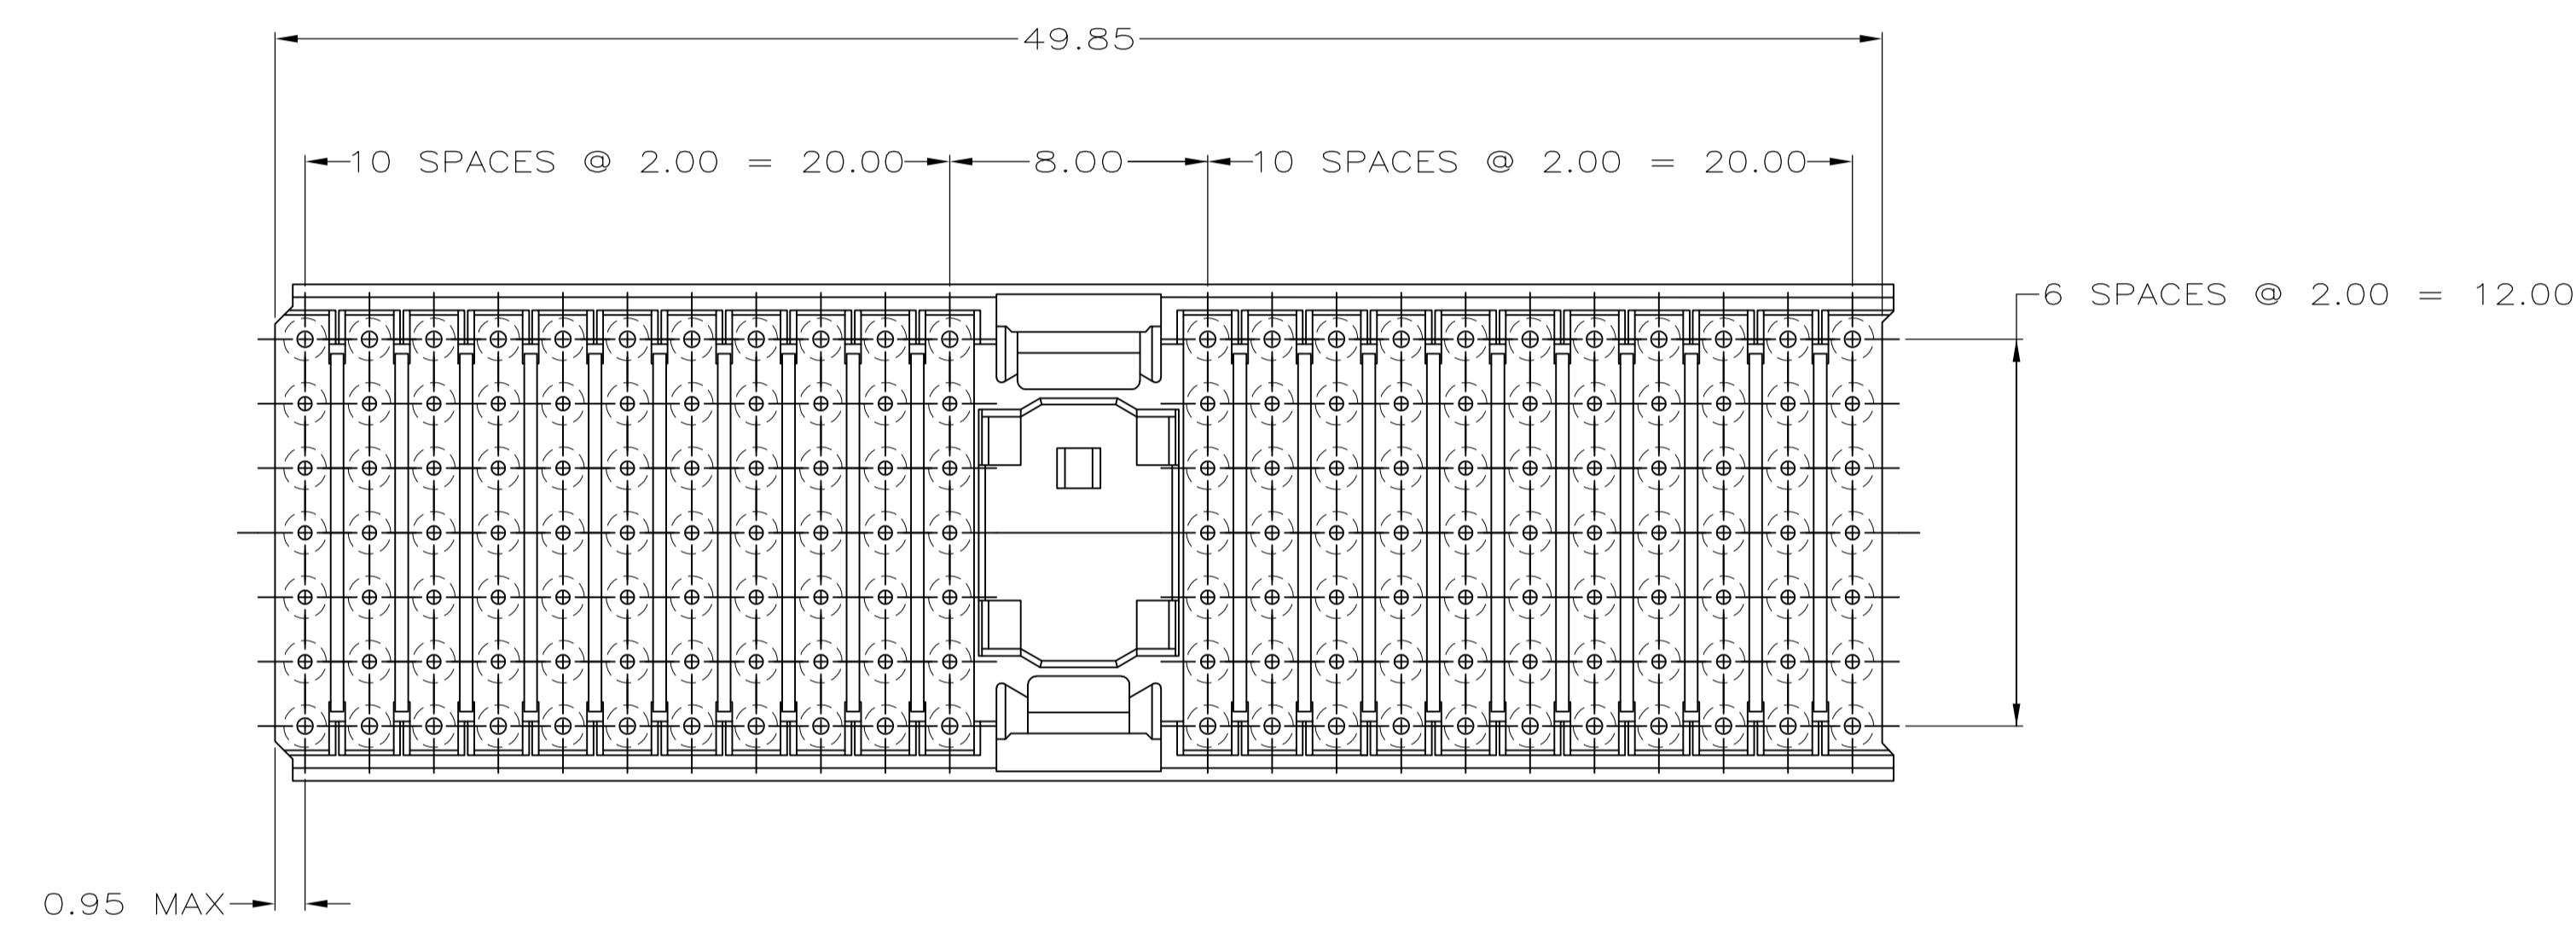 49.85
10 SPACES @ 2.00 = 20.00
8.00
10 SPACES @ 2.00 = 20.00
6 SPACES @ 2.00 = 12.00
0.95 MAX